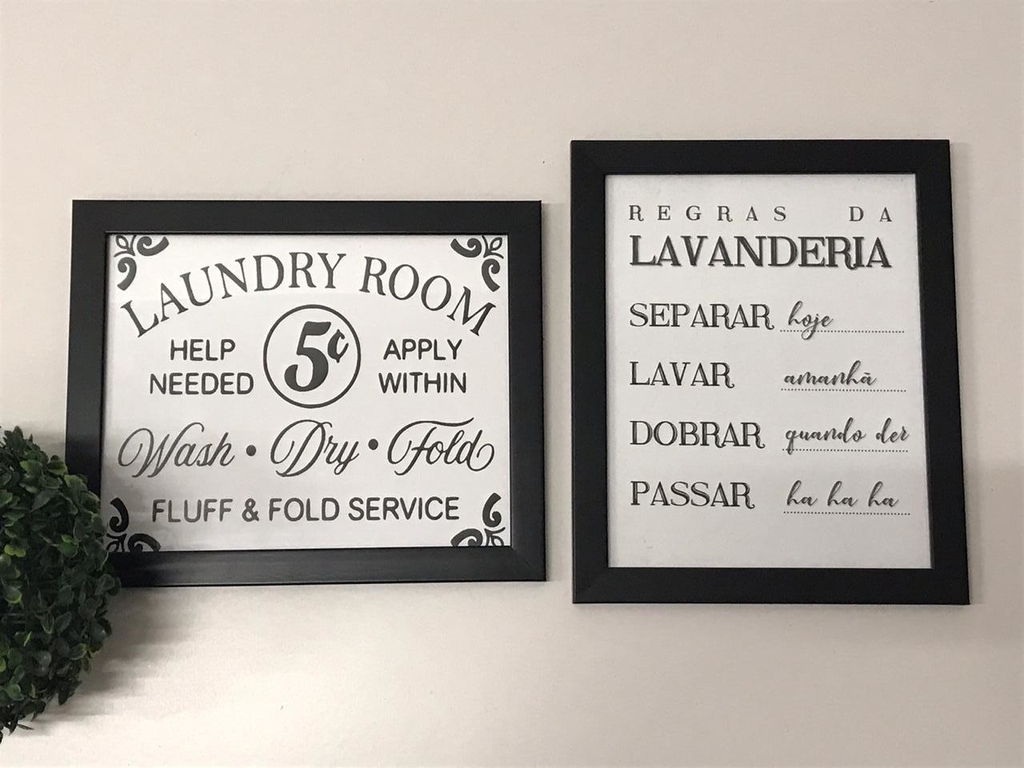 LAUNDRY ROOM
HELP NEEDED
5¢
APPLY WITHIN
Wash • Dry • Fold
FLUFF & FOLD SERVICE
REGRAS DA
LAVANDERIA
SEPARAR hoje
LAVAR amanhã
DOBRAR quando der
PASSAR ha ha ha